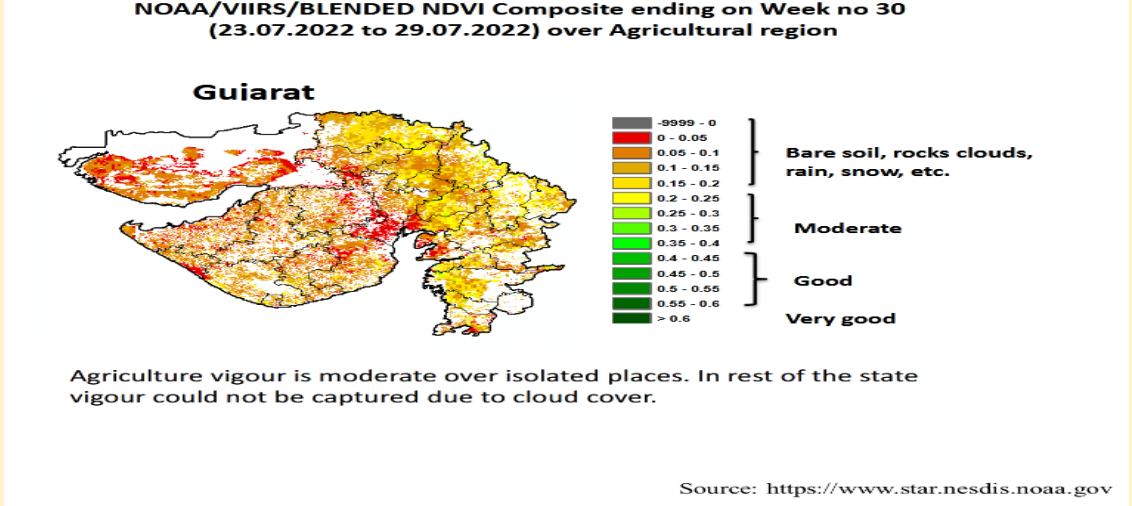 NOAA/VIIRS/BLENDED NDVI Composite ending on Week no 30
(23.07.2022 to 29.07.2022) over Agricultural region
Gujarat
-9999 - 0
0 - 0.05
0.05 - 0.1
0.1 - 0.15
0.15 - 0.2
0.2 - 0.25
0.25 - 0.3
0.3 - 0.35
0.35 - 0.4
0.4 - 0.45
0.45 - 0.5
0.5 - 0.55
0.55 - 0.6
> 0.6
Bare soil, rocks clouds,
rain, snow, etc.
Moderate
Good
Very good
Agriculture vigour is moderate over isolated places. In rest of the state
vigour could not be captured due to cloud cover.
Source: https://www.star.nesdis.noaa.gov